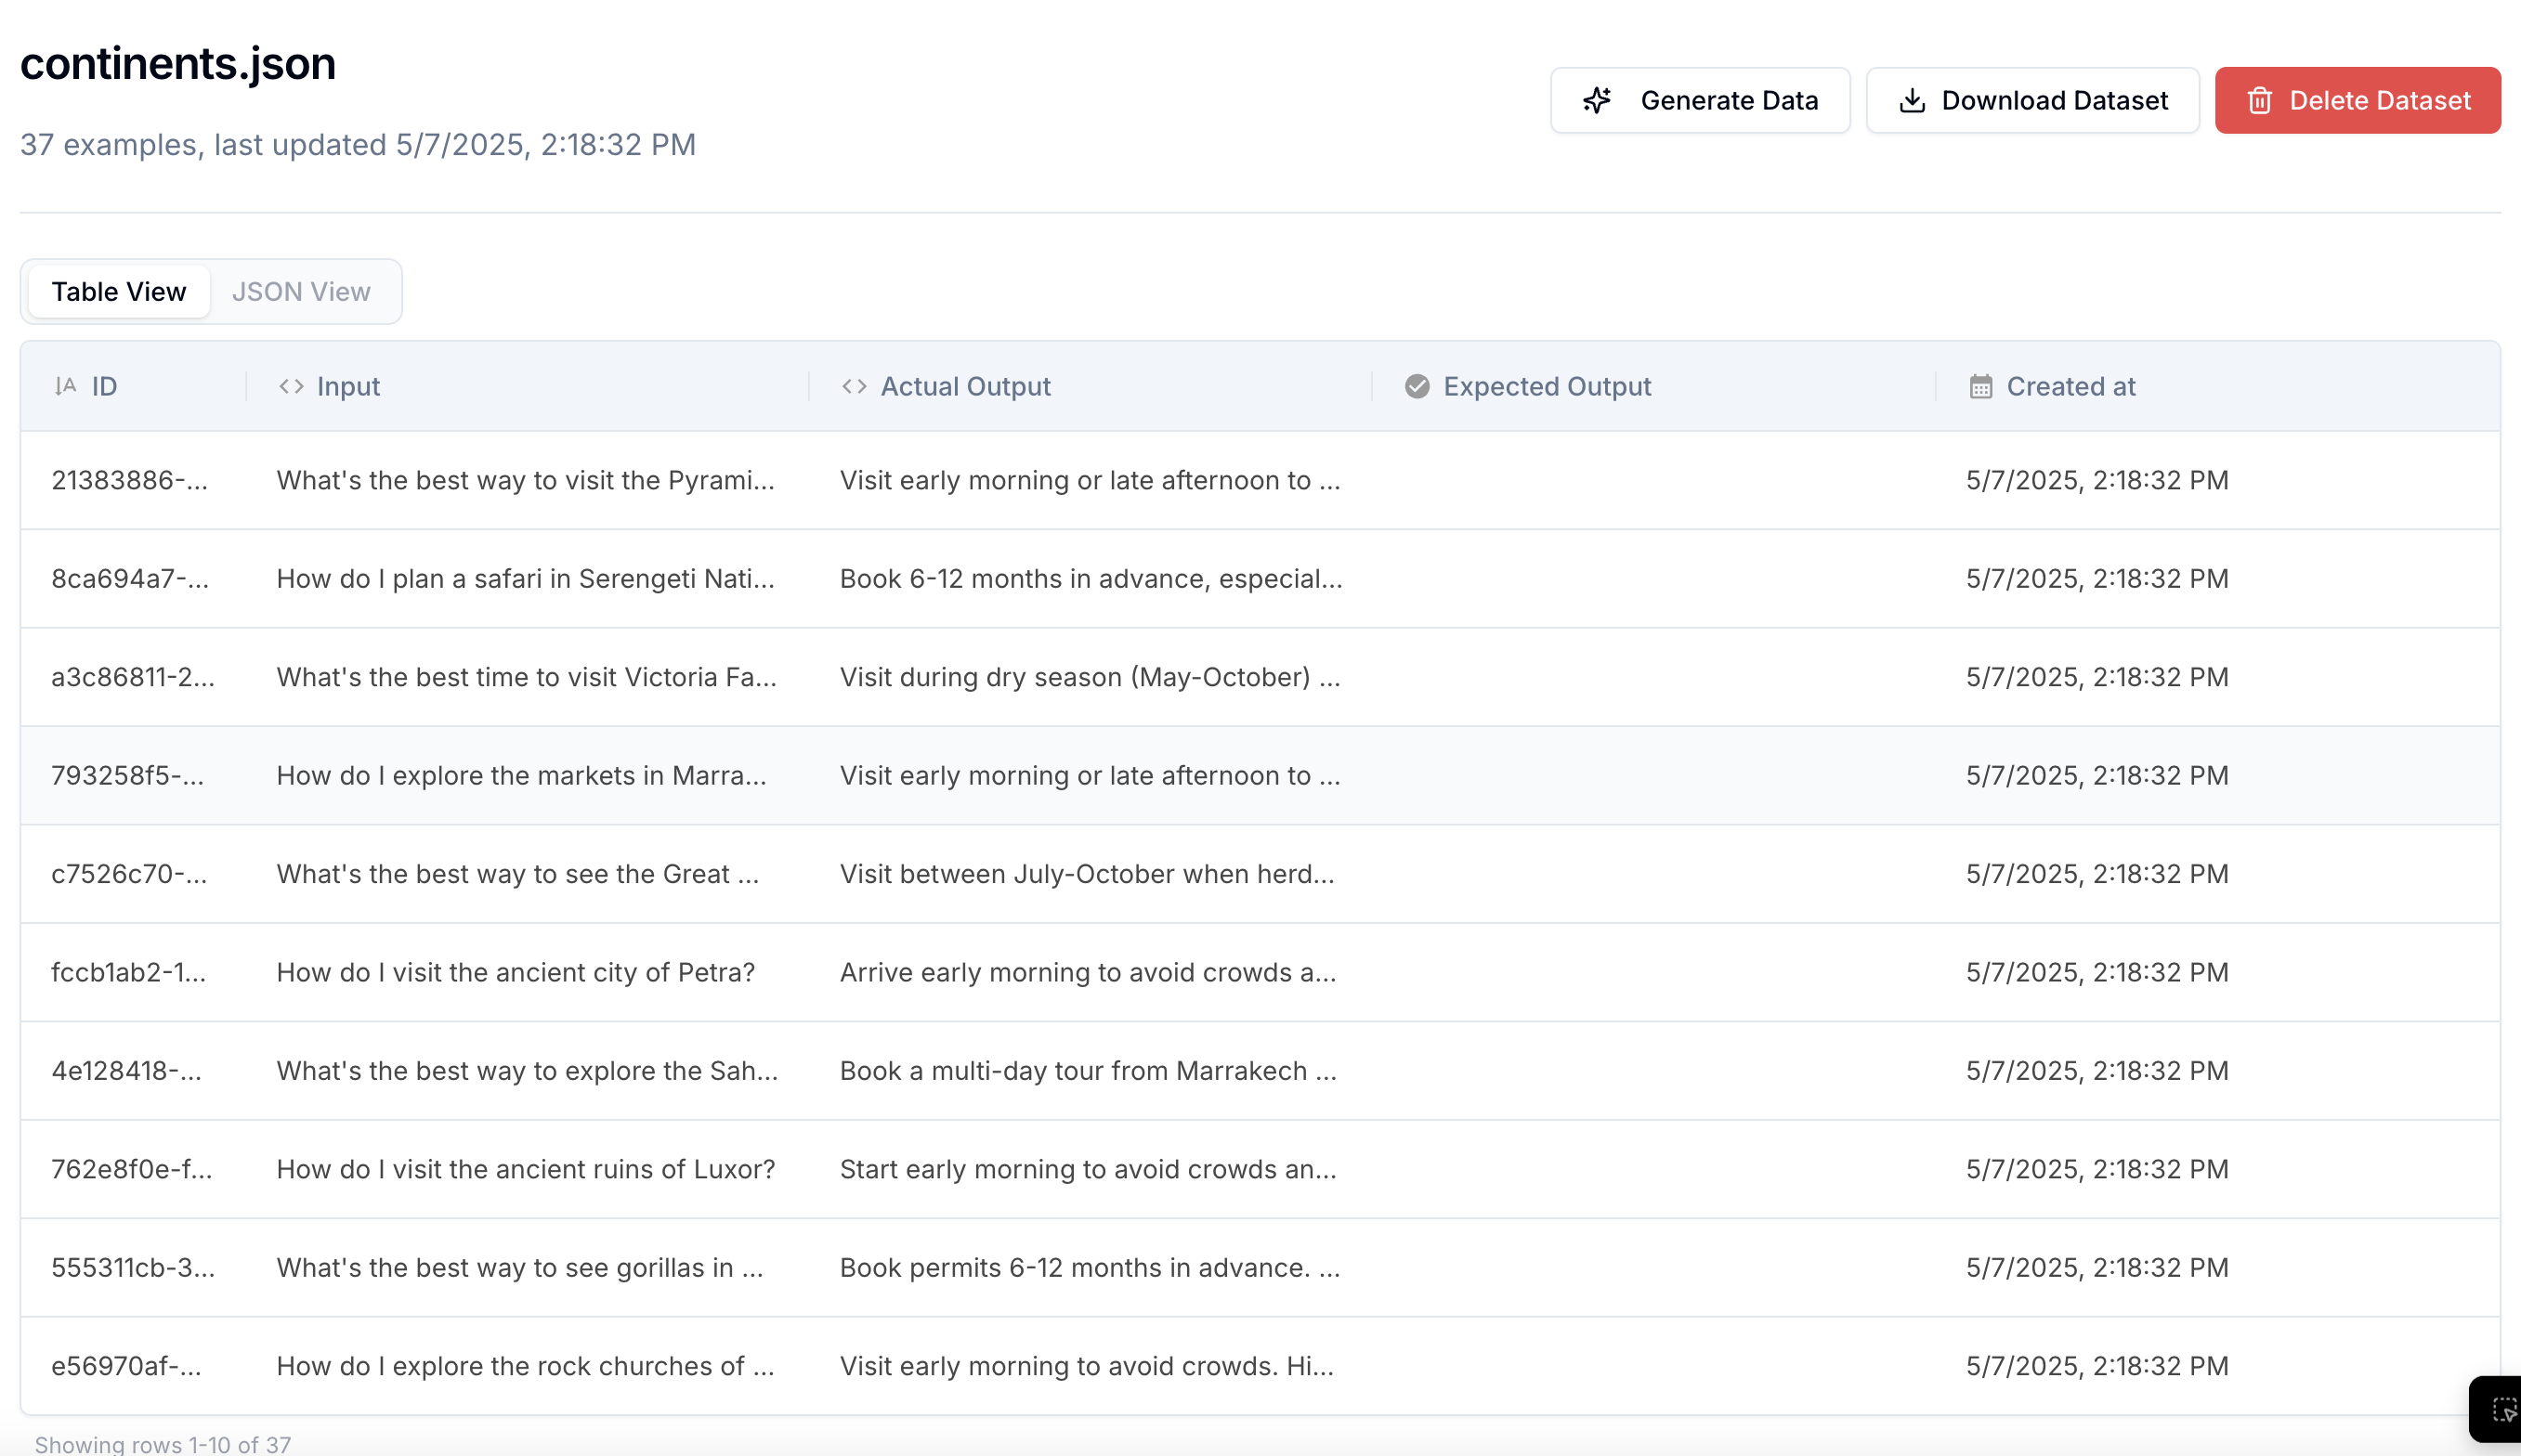 continents.json
37 examples, last updated 5/7/2025, 2:18:32 PM
Generate Data
Download Dataset
Delete Dataset
Table View JSON View
ID Input Actual Output Expected Output Created at
21383886-... What's the best way to visit the Pyrami... Visit early morning or late afternoon to ... 5/7/2025, 2:18:32 PM
8ca694a7-... How do I plan a safari in Serengeti Nati... Book 6-12 months in advance, especial... 5/7/2025, 2:18:32 PM
a3c86811-2... What's the best time to visit Victoria Fa... Visit during dry season (May-October) ... 5/7/2025, 2:18:32 PM
793258f5-... How do I explore the markets in Marra... Visit early morning or late afternoon to ... 5/7/2025, 2:18:32 PM
c7526c70-... What's the best way to see the Great ... Visit between July-October when herd... 5/7/2025, 2:18:32 PM
fccb1ab2-1... How do I visit the ancient city of Petra? Arrive early morning to avoid crowds a... 5/7/2025, 2:18:32 PM
4e128418-... What's the best way to explore the Sah... Book a multi-day tour from Marrakech ... 5/7/2025, 2:18:32 PM
762e8f0e-f... How do I visit the ancient ruins of Luxor? Start early morning to avoid crowds an... 5/7/2025, 2:18:32 PM
555311cb-3... What's the best way to see gorillas in ... Book permits 6-12 months in advance. ... 5/7/2025, 2:18:32 PM
e56970af-... How do I explore the rock churches of ... Visit early morning to avoid crowds. Hi... 5/7/2025, 2:18:32 PM
Showing rows 1-10 of 37